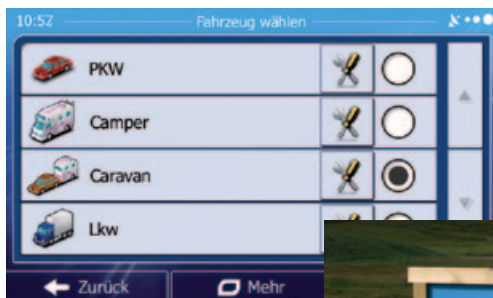 10:52 Fahrzeug wählen
PKW
Camper
Caravan
Lkw
Zurück Mehr